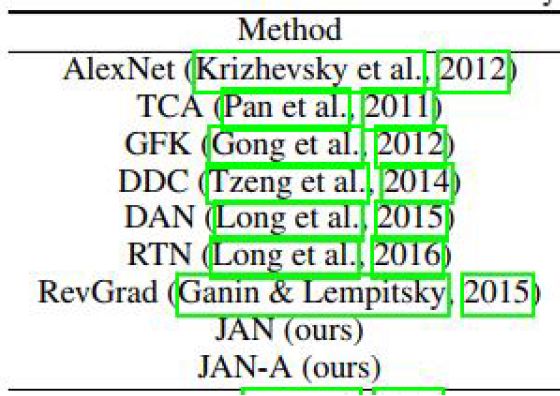 Method
AlexNet (Krizhevsky et al., 2012)
TCA (Pan et al., 2011)
GFK (Gong et al., 2012)
DDC (Tzeng et al., 2014)
DAN (Long et al., 2015)
RTN (Long et al., 2016)
RevGrad (Ganin & Lempitsky, 2015)
JAN (ours)
JAN-A (ours)